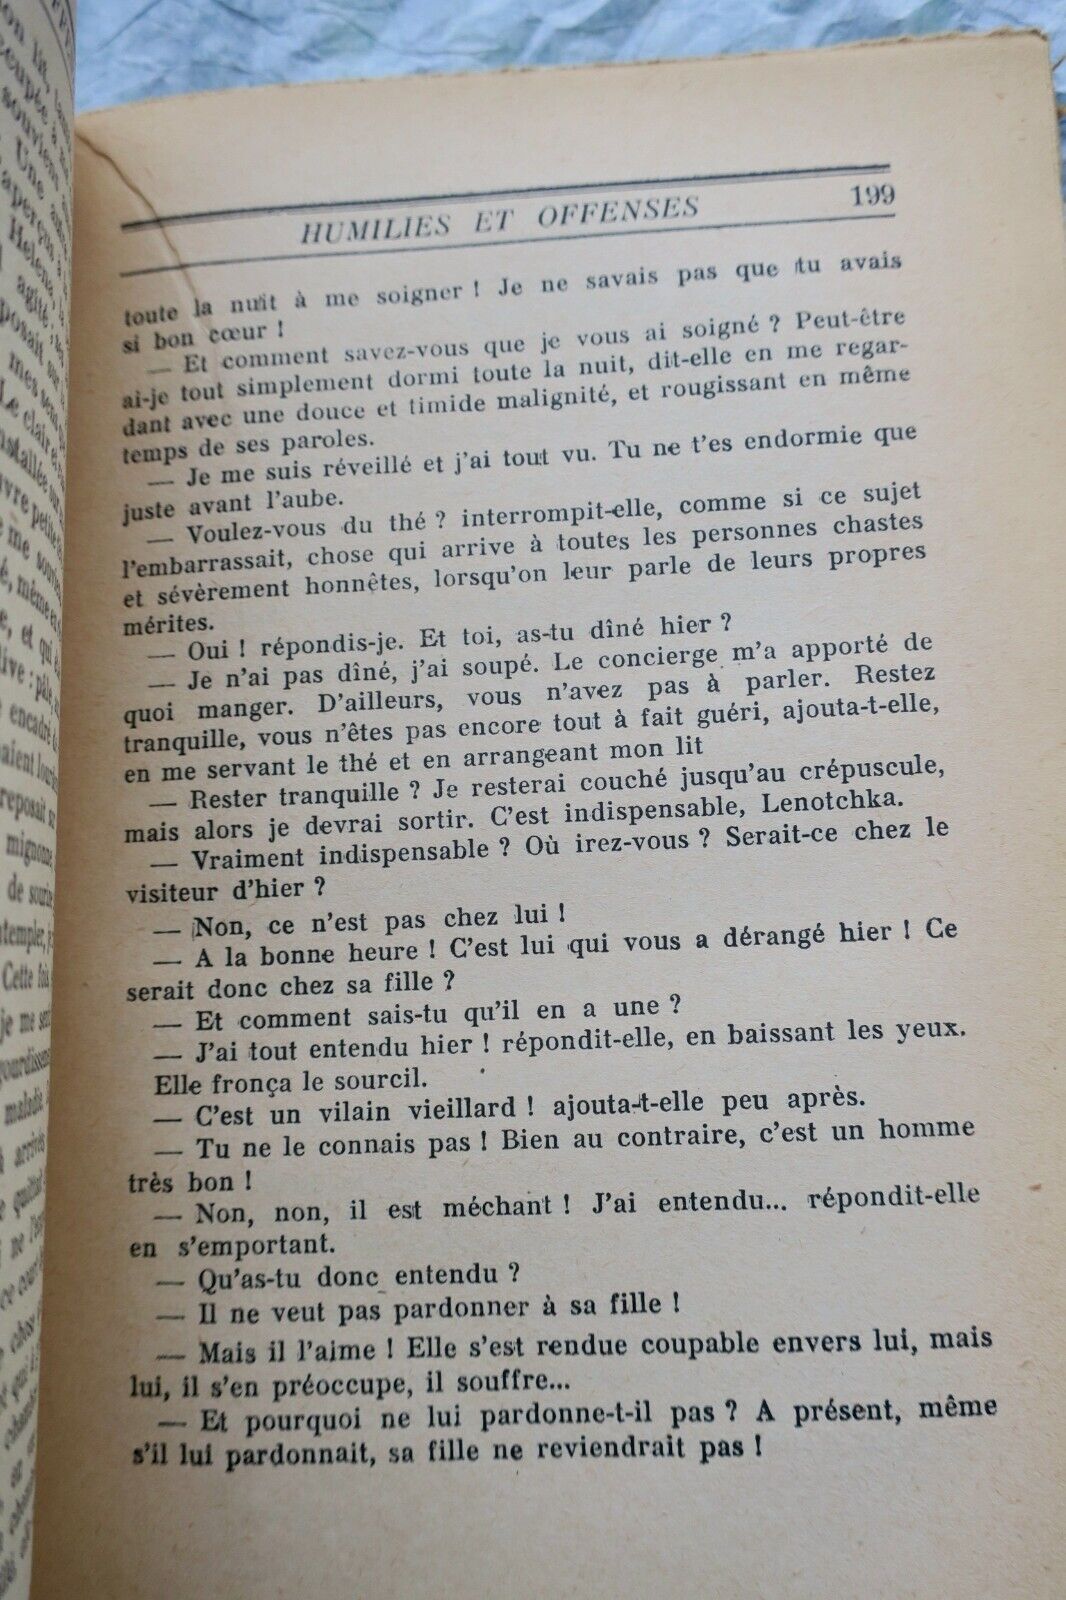 HUMILIES ET OFFENSES 199
toute la nuit à me soigner ! Je ne savais pas que tu avais
si bon cœur !
— Et comment savez-vous que je vous ai soigné ? Peut-être
ai-je tout simplement dormi toute la nuit, dit-elle en me regar-
dant avec une douce et timide malignité, et rougissant en même
temps de ses paroles.
— Je me suis réveillé et j'ai tout vu. Tu ne t'es endormie que
juste avant l'aube.
— Voulez-vous du thé ? interrompit-elle, comme si ce sujet
l'embarrassait, chose qui arrive à toutes les personnes chastes
et sévèrement honnêtes, lorsqu'on leur parle de leurs propres
mérites.
— Oui ! répondis-je. Et toi, as-tu dîné hier ?
— Je n'ai pas dîné, j'ai soupé. Le concierge m'a apporté de
quoi manger. D'ailleurs, vous n'avez pas à parler. Restez
tranquille, vous n'êtes pas encore tout à fait guéri, ajouta-t-elle,
en me servant le thé et en arrangeant mon lit
— Rester tranquille ? Je resterai couché jusqu'au crépuscule,
mais alors je devrai sortir. C'est indispensable, Lenotchka.
— Vraiment indispensable ? Où irez-vous ? Serait-ce chez le
visiteur d'hier ?
— Non, ce n'est pas chez lui !
— A la bonne heure ! C'est lui qui vous a dérangé hier ! Ce
serait donc chez sa fille ?
— Et comment sais-tu qu'il en a une ?
— J'ai tout entendu hier ! répondit-elle, en baissant les yeux.
Elle fronça le sourcil.
— C'est un vilain vieillard ! ajouta-t-elle peu après.
— Tu ne le connais pas ! Bien au contraire, c'est un homme
très bon !
— Non, non, il est méchant ! J'ai entendu... répondit-elle
en s'emportant.
— Qu'as-tu donc entendu ?
— Il ne veut pas pardonner à sa fille !
— Mais il l'aime ! Elle s'est rendue coupable envers lui, mais
lui, il s'en préoccupe, il souffre...
— Et pourquoi ne lui pardonne-t-il pas ? A présent, même
s'il lui pardonnait, sa fille ne reviendrait pas !